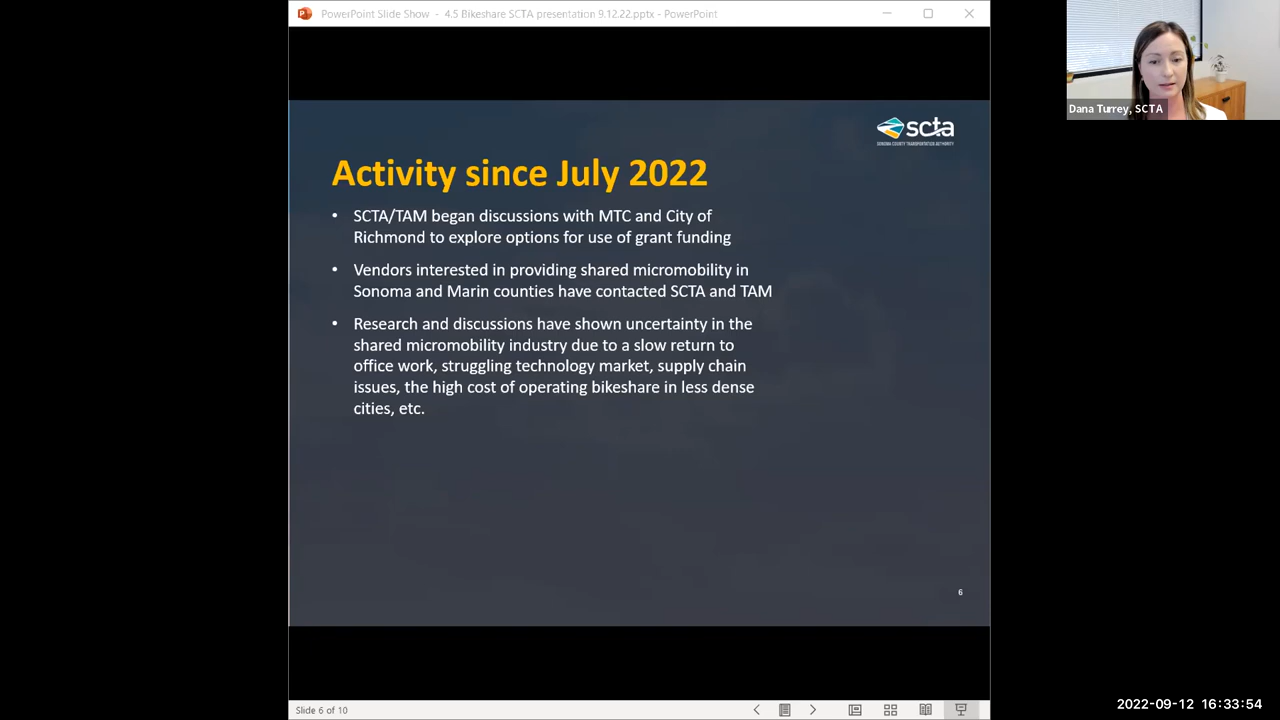 PowerPoint Slide Show - 4.5 Bikeshare SCTA presentation 9.12.22.pptx - PowerPoint
Dana Turrey, SCTA
scta
SONOMA COUNTY TRANSPORTATION AUTHORITY
Activity since July 2022
• SCTA/TAM began discussions with MTC and City of
Richmond to explore options for use of grant funding
• Vendors interested in providing shared micromobility in
Sonoma and Marin counties have contacted SCTA and TAM
• Research and discussions have shown uncertainty in the
shared micromobility industry due to a slow return to
office work, struggling technology market, supply chain
issues, the high cost of operating bikeshare in less dense
cities, etc.
6
Slide 6 of 10
2022-09-12 16:33:54